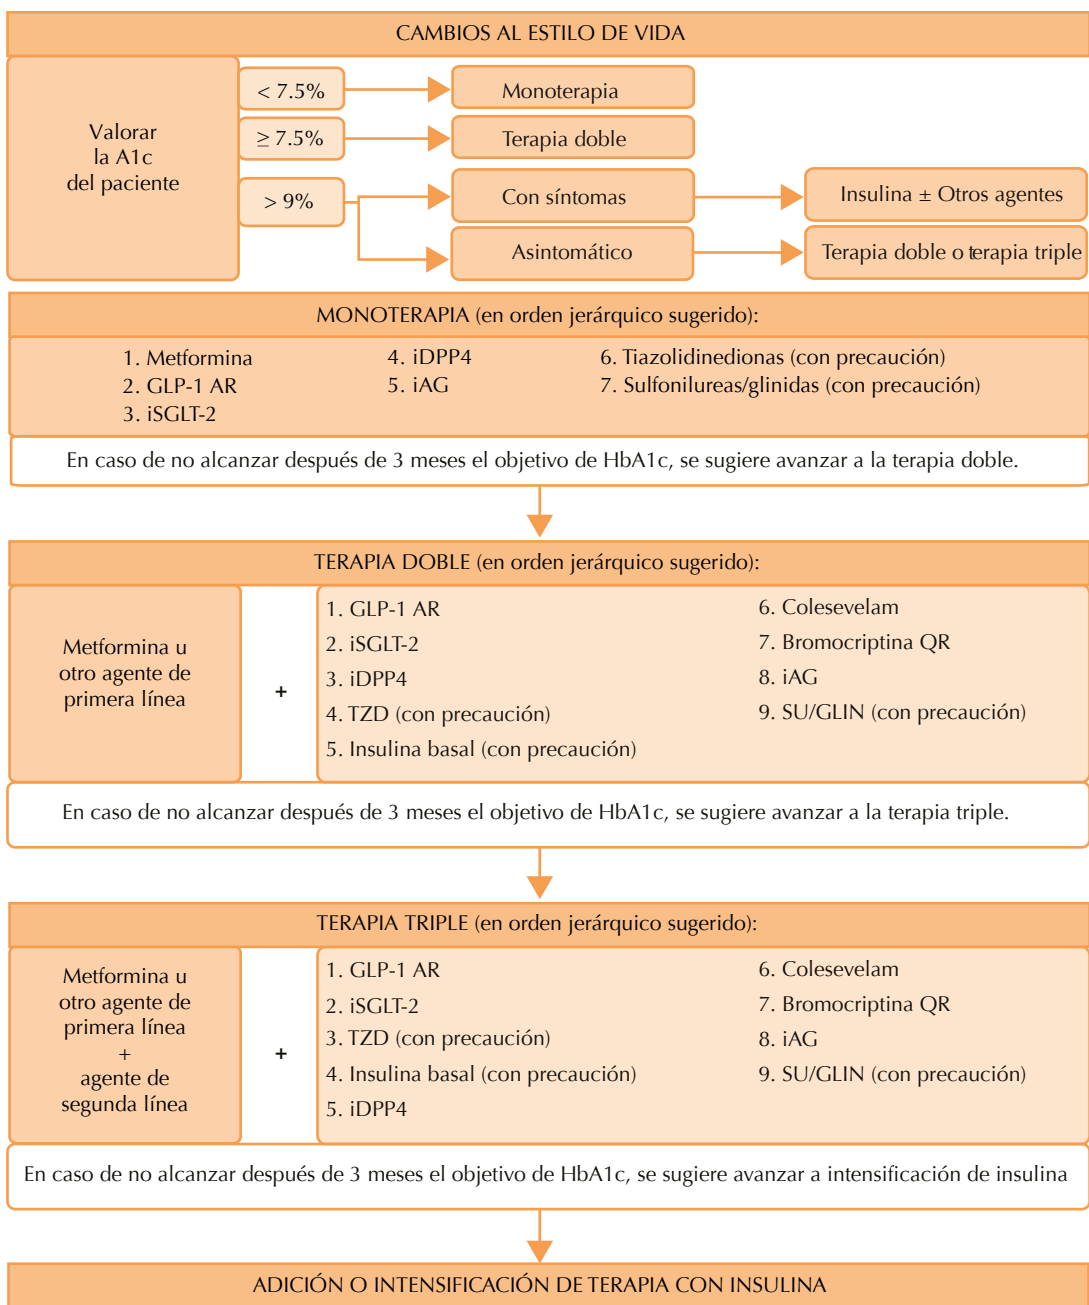 CAMBIOS AL ESTILO DE VIDA
Valorar
la A1c
del paciente
< 7.5%
Monoterapia
≥ 7.5%
Terapia doble
> 9%
Con síntomas
Insulina ± Otros agentes
Asintomático
Terapia doble o terapia triple
MONOTERAPIA (en orden jerárquico sugerido):
1. Metformina
2. GLP-1 AR
3. iSGLT-2
4. iDPP4
5. iAG
6. Tiazolidinedionas (con precaución)
7. Sulfonilureas/glinidas (con precaución)
En caso de no alcanzar después de 3 meses el objetivo de HbA1c, se sugiere avanzar a la terapia doble.
TERAPIA DOBLE (en orden jerárquico sugerido):
Metformina u
otro agente de
primera línea
+
1. GLP-1 AR
2. iSGLT-2
3. iDPP4
4. TZD (con precaución)
5. Insulina basal (con precaución)
6. Colesevelam
7. Bromocriptina QR
8. iAG
9. SU/GLIN (con precaución)
En caso de no alcanzar después de 3 meses el objetivo de HbA1c, se sugiere avanzar a la terapia triple.
TERAPIA TRIPLE (en orden jerárquico sugerido):
Metformina u
otro agente de
primera línea
+
agente de
segunda línea
+
1. GLP-1 AR
2. iSGLT-2
3. TZD (con precaución)
4. Insulina basal (con precaución)
5. iDPP4
6. Colesevelam
7. Bromocriptina QR
8. iAG
9. SU/GLIN (con precaución)
En caso de no alcanzar después de 3 meses el objetivo de HbA1c, se sugiere avanzar a intensificación de insulina
ADICIÓN O INTENSIFICACIÓN DE TERAPIA CON INSULINA